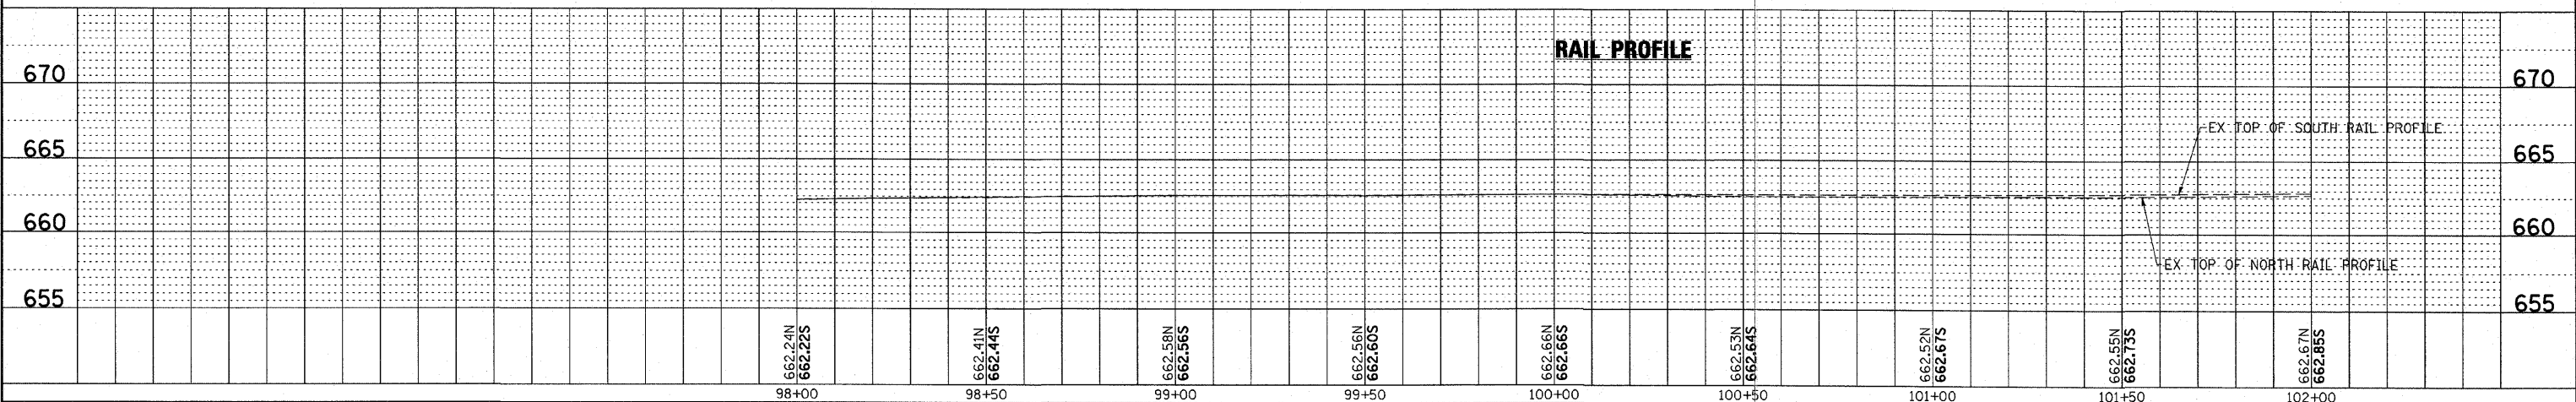 RAIL PROFILE
670
670
EX TOP OF SOUTH RAIL PROFILE
665
665
660
660
EX TOP OF NORTH RAIL PROFILE
655
655
662.24N
662.22S
662.41N
662.44S
662.58N
662.56S
662.56N
662.60S
662.66N
662.66S
662.53N
662.64S
662.52N
662.67S
662.55N
662.73S
662.67N
662.85S
98+00
98+50
99+00
99+50
100+00
100+50
101+00
101+50
102+00